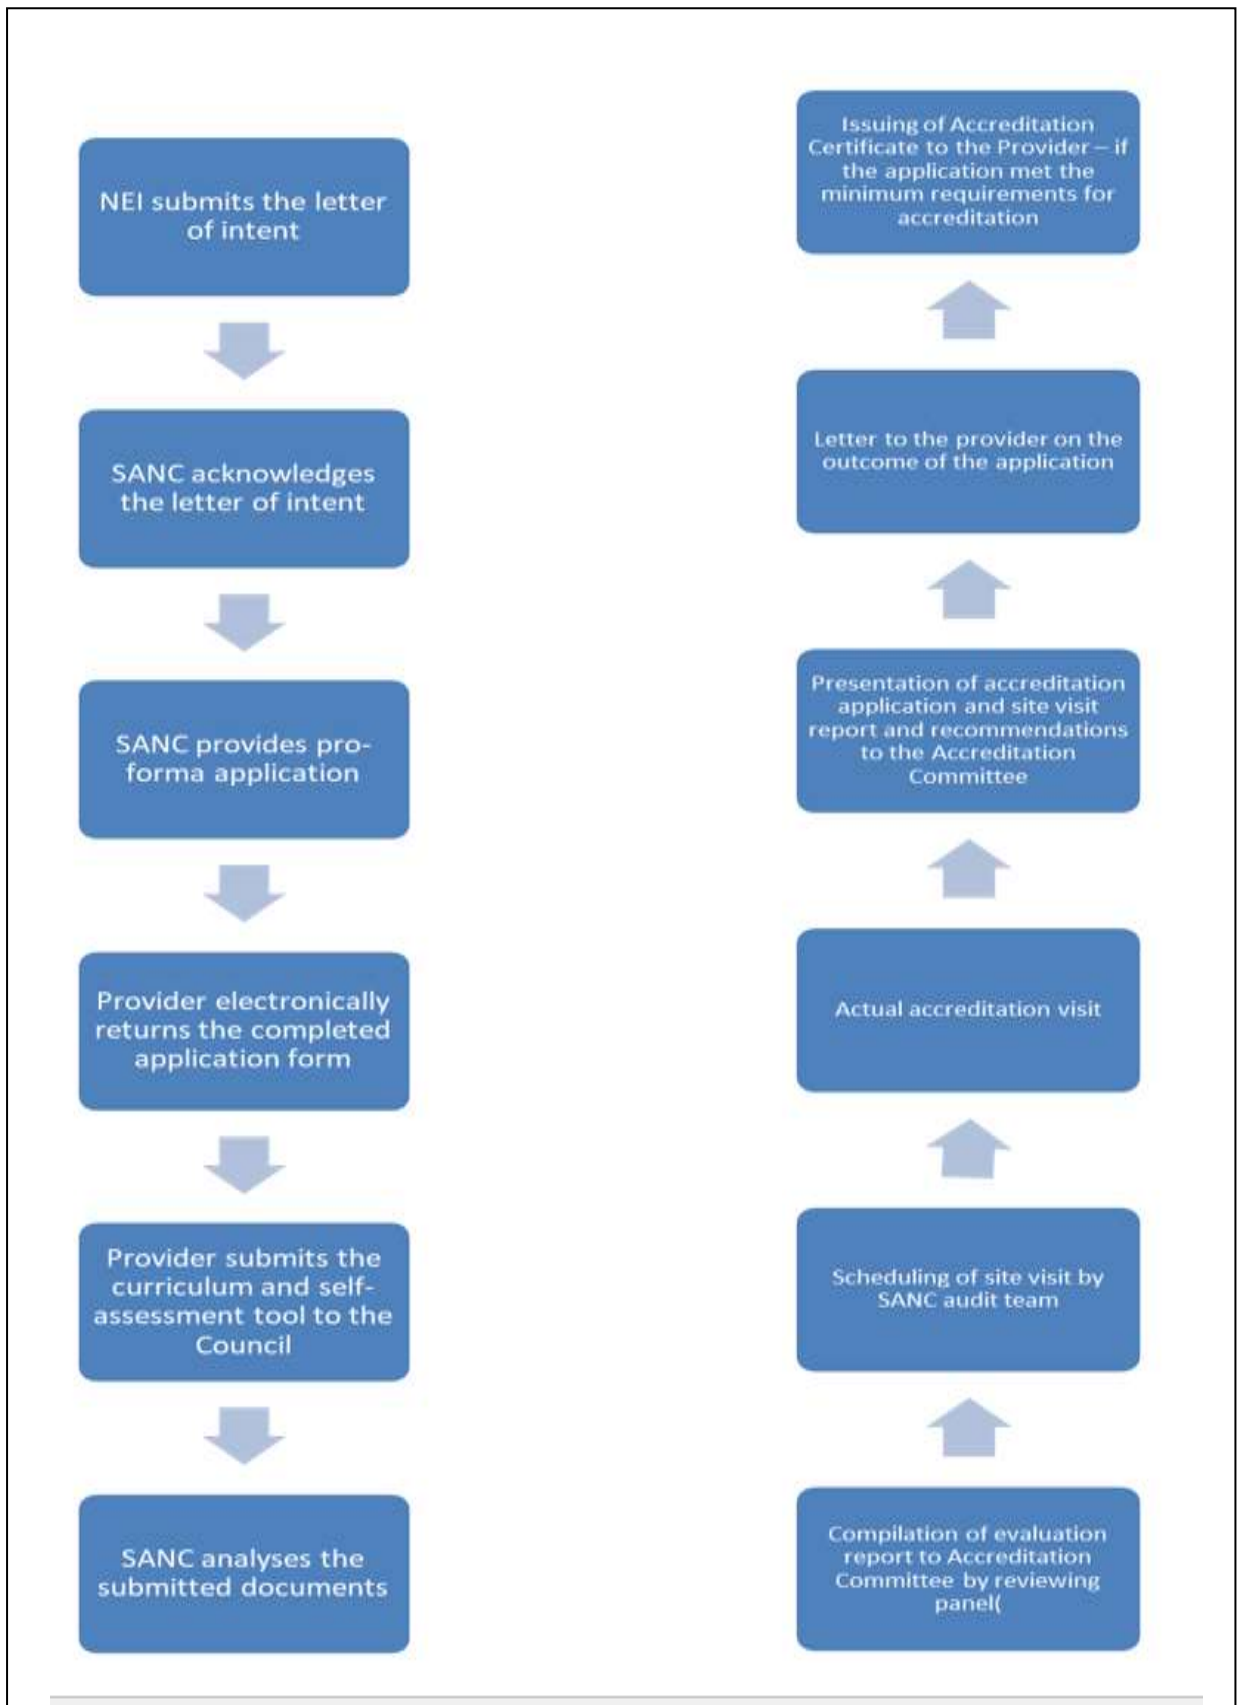 NEI submits the letter
of intent
SANC acknowledges
the letter of intent
SANC provides pro-
forma application
Provider electronically
returns the completed
application form
Provider submits the
curriculum and self-
assessment tool to the
Council
SANC analyses the
submitted documents
Issuing of Accreditation
Certificate to the Provider – if
the application met the
minimum requirements for
accreditation
Letter to the provider on the
outcome of the application
Presentation of accreditation
application and site visit
report and recommendations
to the Accreditation
Committee
Actual accreditation visit
Scheduling of site visit by
SANC audit team
Compilation of evaluation
report to Accreditation
Committee by reviewing
panel(